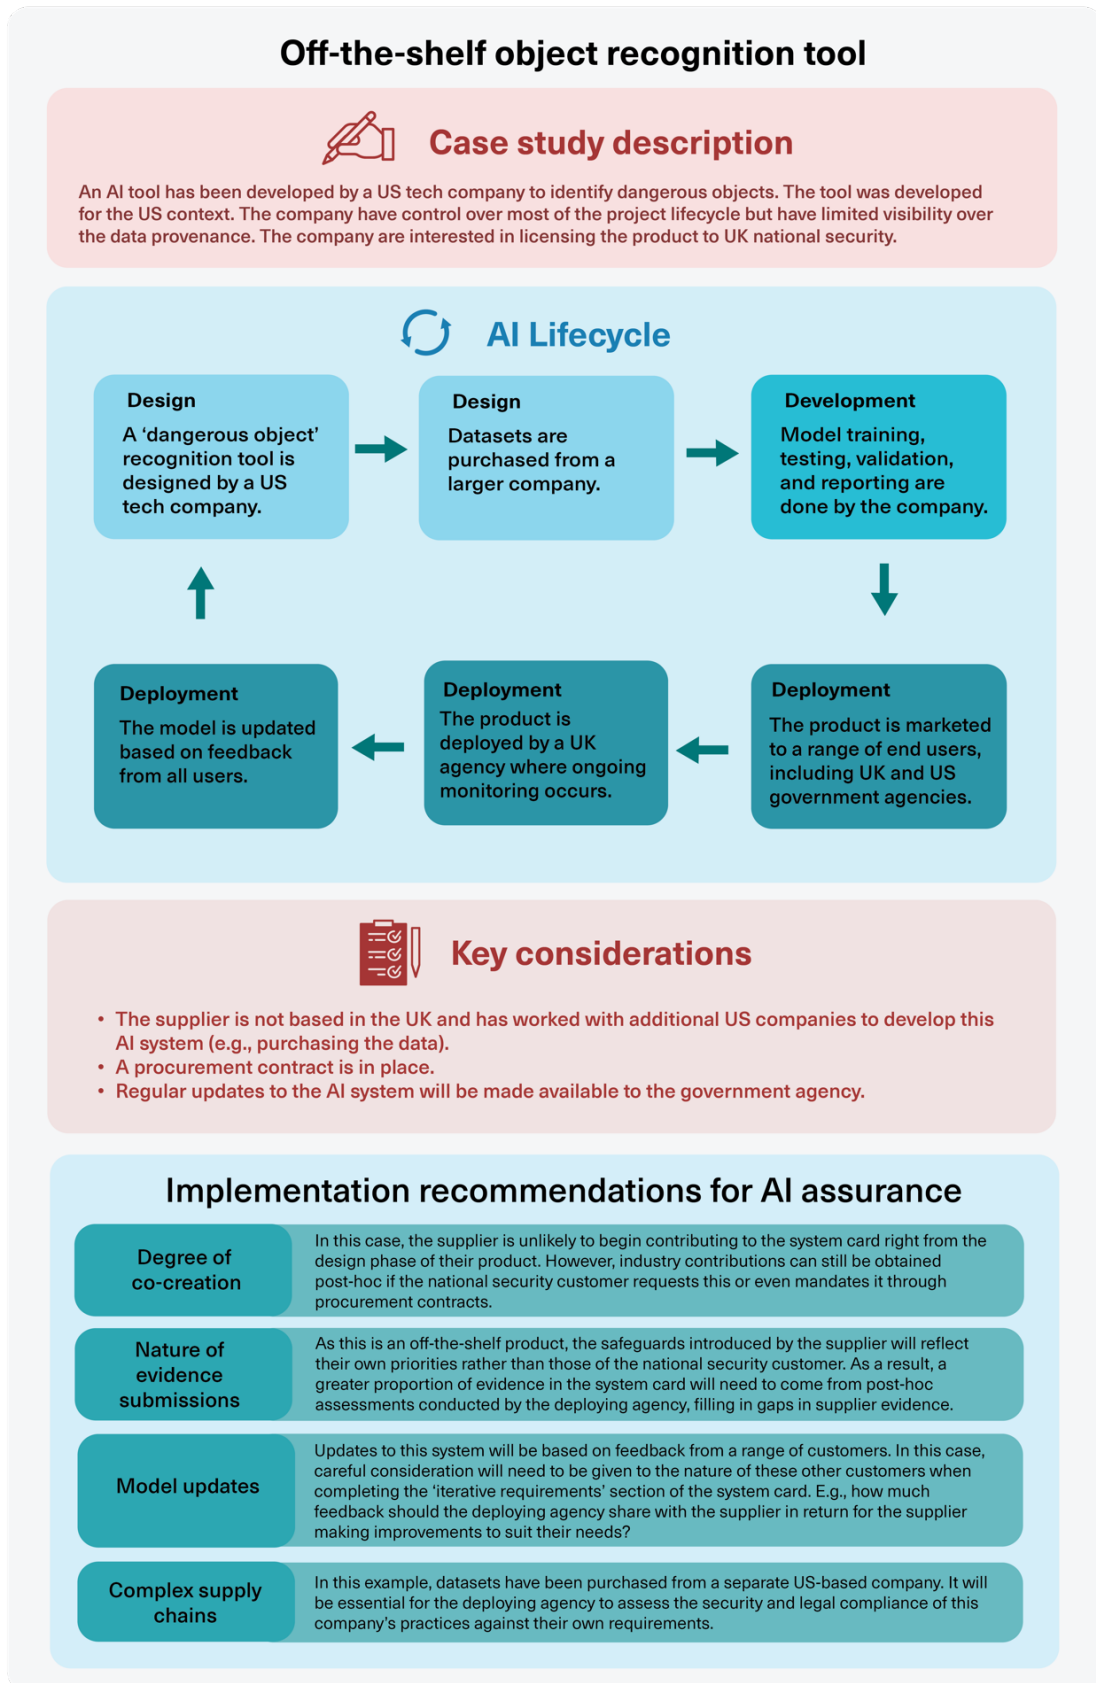 Off-the-shelf object recognition tool
Case study description
An AI tool has been developed by a US tech company to identify dangerous objects. The tool was developed
for the US context. The company have control over most of the project lifecycle but have limited visibility over
the data provenance. The company are interested in licensing the product to UK national security.
AI Lifecycle
Design
A ‘dangerous object’
recognition tool is
designed by a US
tech company.
Design
Datasets are
purchased from a
larger company.
Development
Model training,
testing, validation,
and reporting are
done by the company.
Deployment
The product is marketed
to a range of end users,
including UK and US
government agencies.
Deployment
The product is
deployed by a UK
agency where ongoing
monitoring occurs.
Deployment
The model is updated
based on feedback
from all users.
Key considerations
• The supplier is not based in the UK and has worked with additional US companies to develop this
AI system (e.g., purchasing the data).
• A procurement contract is in place.
• Regular updates to the AI system will be made available to the government agency.
Implementation recommendations for AI assurance
Degree of
co-creation
In this case, the supplier is unlikely to begin contributing to the system card right from the
design phase of their product. However, industry contributions can still be obtained
post-hoc if the national security customer requests this or even mandates it through
procurement contracts.
Nature of
evidence
submissions
As this is an off-the-shelf product, the safeguards introduced by the supplier will reflect
their own priorities rather than those of the national security customer. As a result, a
greater proportion of evidence in the system card will need to come from post-hoc
assessments conducted by the deploying agency, filling in gaps in supplier evidence.
Model updates
Updates to this system will be based on feedback from a range of customers. In this case,
careful consideration will need to be given to the nature of these other customers when
completing the ‘iterative requirements’ section of the system card. E.g., how much
feedback should the deploying agency share with the supplier in return for the supplier
making improvements to suit their needs?
Complex supply
chains
In this example, datasets have been purchased from a separate US-based company. It will
be essential for the deploying agency to assess the security and legal compliance of this
company’s practices against their own requirements.